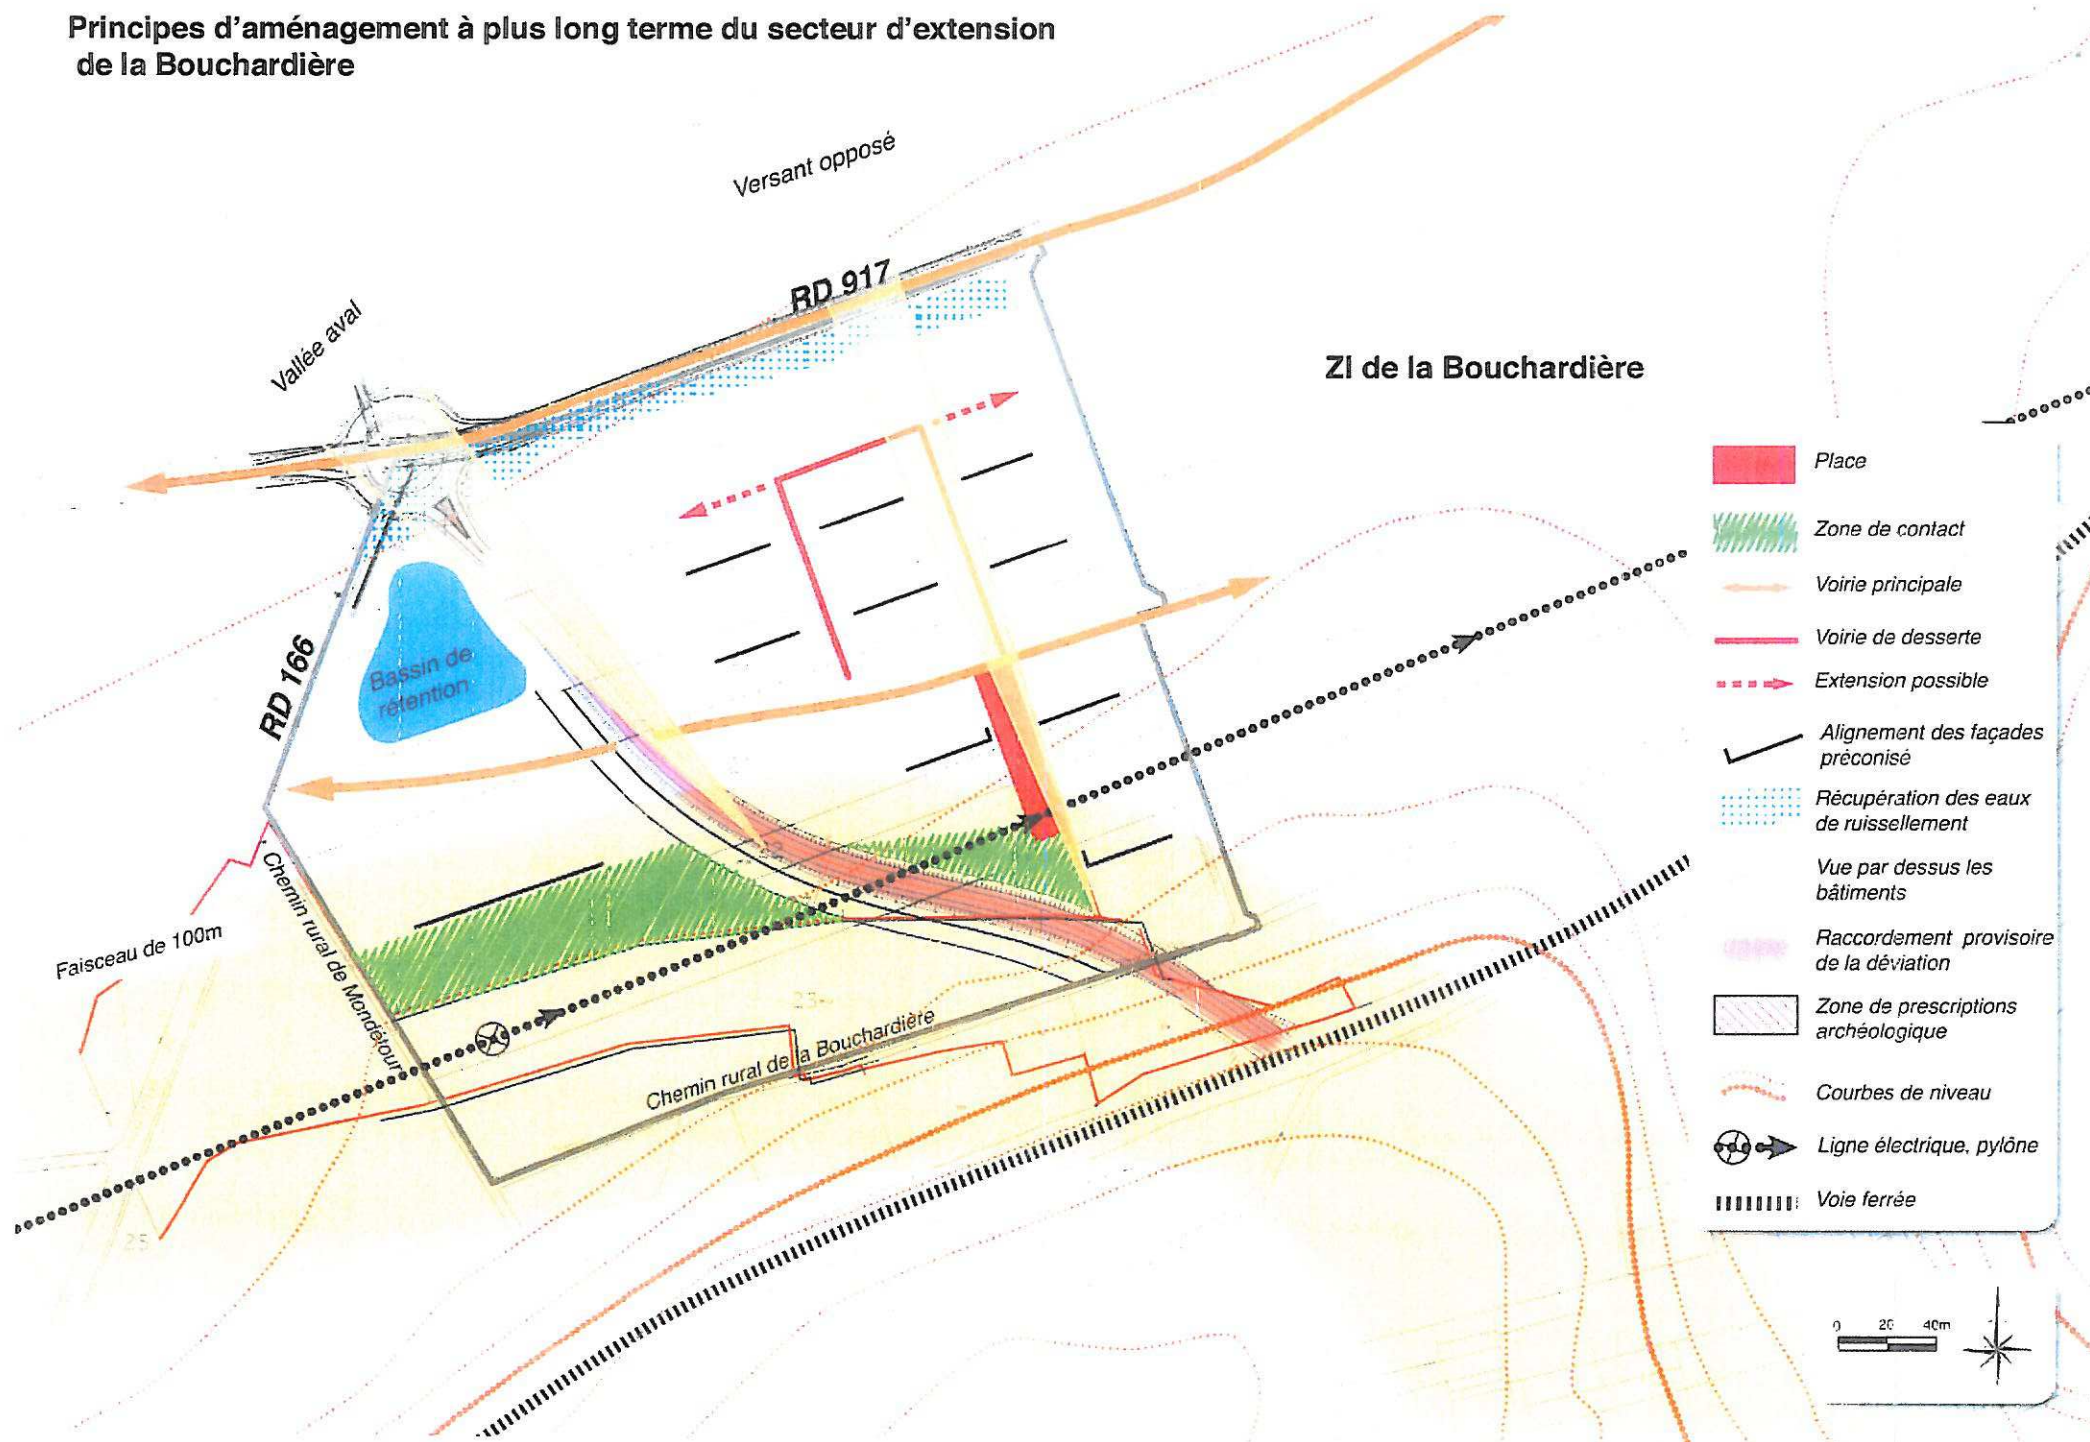 Principes d'aménagement à plus long terme du secteur d'extension
de la Bouchardière
Versant opposé
RD 917
Vallée aval
ZI de la Bouchardière
Bassin de
rétention
RD 166
Chemin rural de Mondétour
Faisceau de 100m
Chemin rural de la Bouchardière
25
Place
Zone de contact
Voirie principale
Voirie de desserte
Extension possible
Alignement des façades
préconisé
Récupération des eaux
de ruissellement
Vue par dessus les
bâtiments
Raccordement provisoire
de la déviation
Zone de prescriptions
archéologique
Courbes de niveau
Ligne électrique, pylône
Voie ferrée
0 20 40m